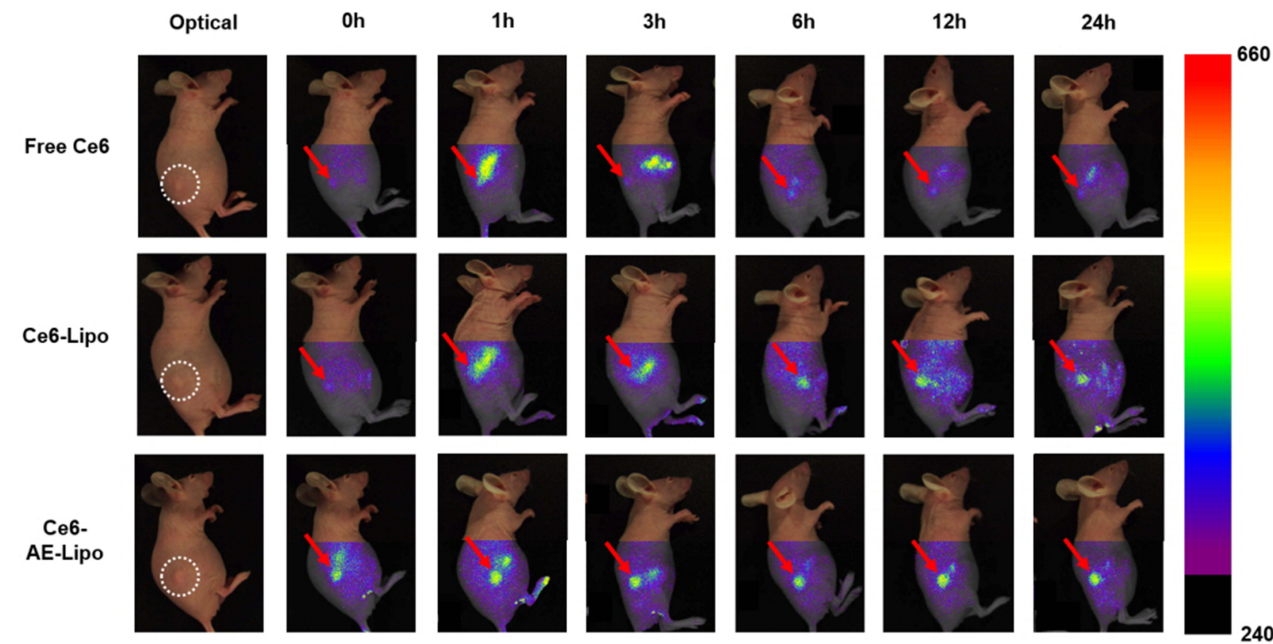 Optical 0h 1h 3h 6h 12h 24h
660
Free Ce6
Ce6-Lipo
Ce6-
AE-Lipo
240